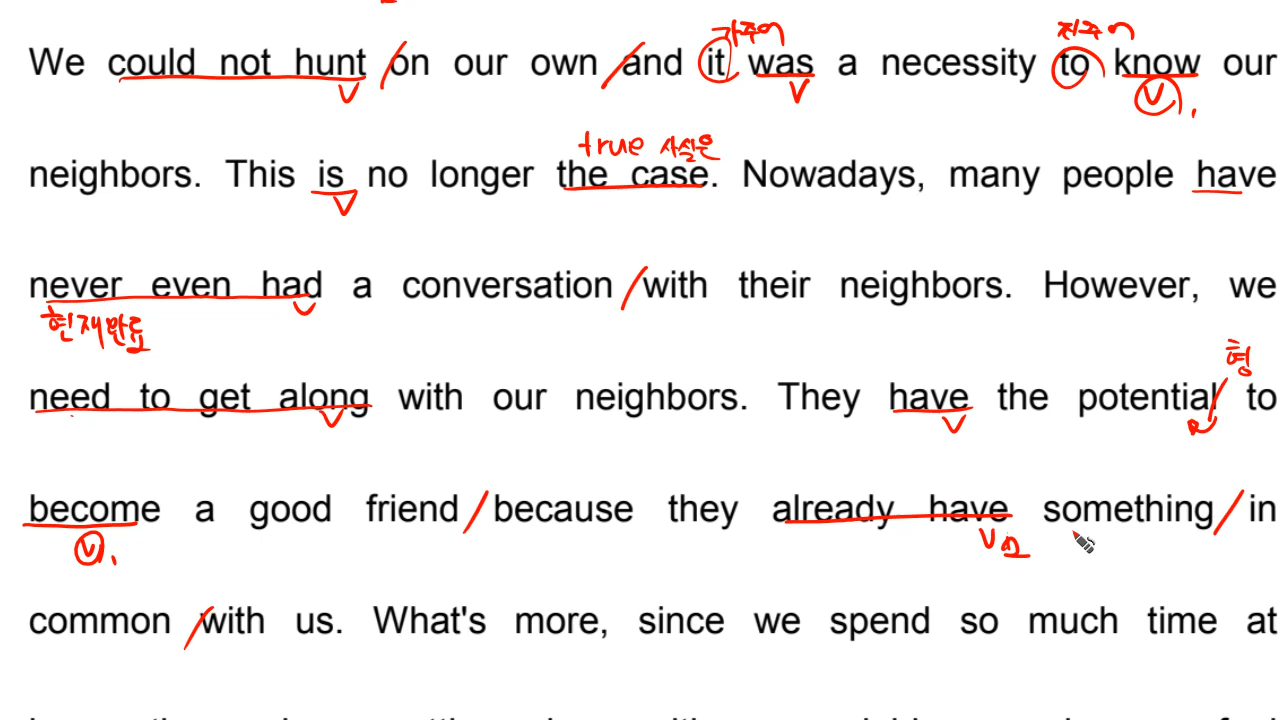 가주어 진주어
We could not hunt on our own and it was a necessity to know our
V V V
true 사실은
neighbors. This is no longer the case. Nowadays, many people have
V
never even had a conversation with their neighbors. However, we
V
현재완료
형
need to get along with our neighbors. They have the potential to
V V
become a good friend because they already have something in
V V
common with us. What's more, since we spend so much time at